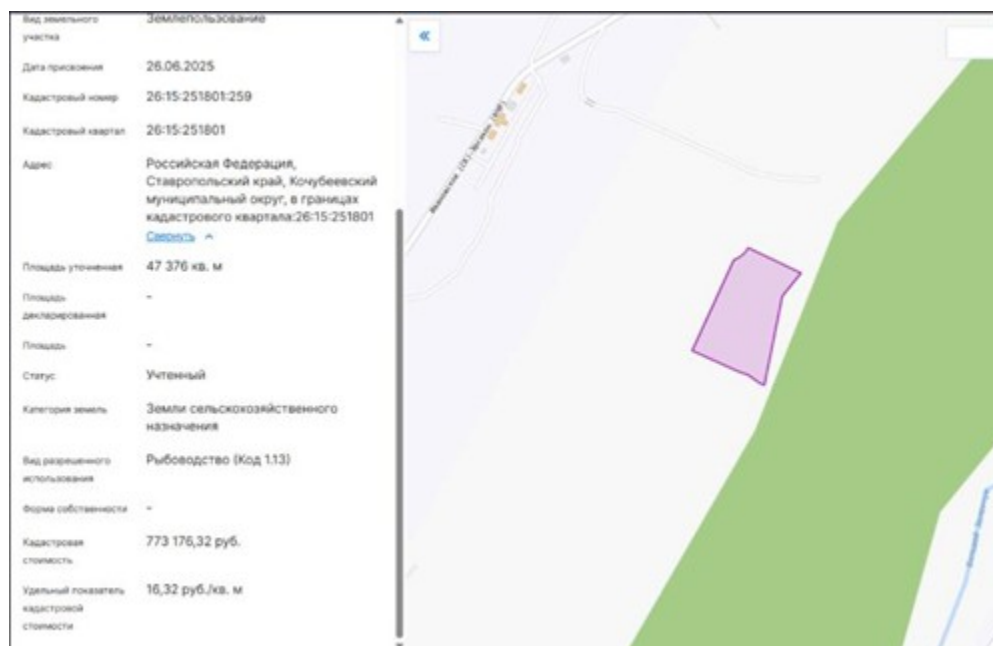 Вид земельного
участка
Землепользование
Дата присвоения
26.06.2025
Кадастровый номер
26:15:251801:259
Кадастровый квартал
26:15:251801
Адрес
Российская Федерация,
Ставропольский край, Кочубеевский
муниципальный округ, в границах
кадастрового квартала:26:15:251801
Свернуть
Площадь уточненная
47 376 кв. м
Площадь
декларированная
-
Площадь
-
Статус
Учтенный
Категория земель
Земли сельскохозяйственного
назначения
Вид разрешенного
использования
Рыбоводство (Код 1.13)
Форма собственности
-
Кадастровая
стоимость
773 176,32 руб.
Удельный показатель
кадастровой
стоимости
16,32 руб./кв. м